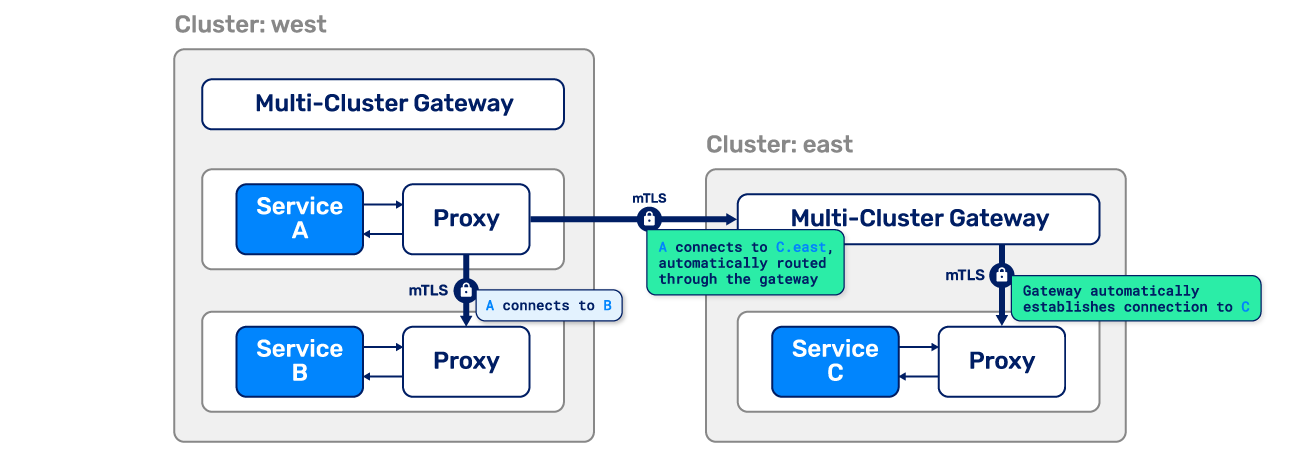 Cluster: west
Multi-Cluster Gateway
Cluster: east
Service
A
Proxy
mTLS
Multi-Cluster Gateway
A connects to C.east,
automatically routed
through the gateway
mTLS
A connects to B
mTLS
Gateway automatically
establishes connection to C
Service
B
Proxy
Service
C
Proxy